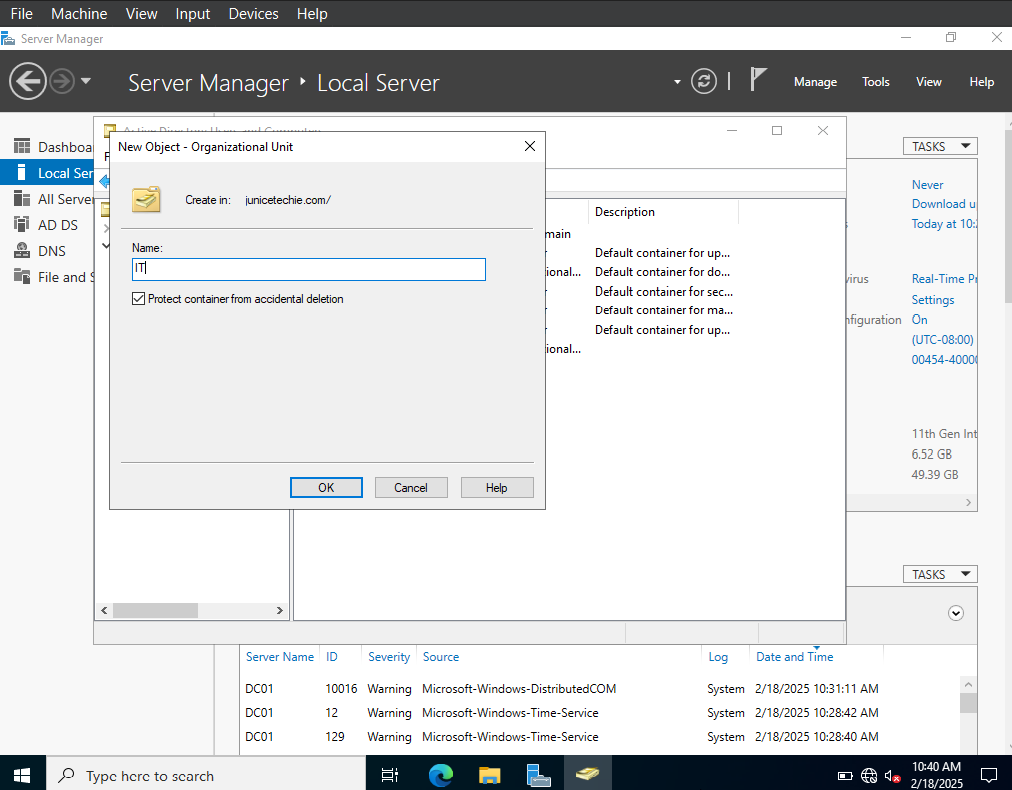 File Machine View Input Devices Help
Server Manager
Server Manager Local Server
Manage Tools View Help
Active Directory Users and Computers
New Object - Organizational Unit
Create in: junicetechie.com/
Name:
IT
Protect container from accidental deletion
OK Cancel Help
Dashboa
Local Ser
All Server
AD DS
DNS
File and S
Description
main
Default container for up...
ional... Default container for do...
Default container for sec...
Default container for ma...
Default container for up...
ional...
TASKS
Never
Download u
Today at 10:2
virus Real-Time Pr
Settings
nfiguration On
(UTC-08:00)
00454-40000
11th Gen Int
6.52 GB
49.39 GB
TASKS
Server Name ID Severity Source Log Date and Time
DC01 10016 Warning Microsoft-Windows-DistributedCOM System 2/18/2025 10:31:11 AM
DC01 12 Warning Microsoft-Windows-Time-Service System 2/18/2025 10:28:42 AM
DC01 129 Warning Microsoft-Windows-Time-Service System 2/18/2025 10:28:40 AM
Type here to search
10:40 AM
2/18/2025